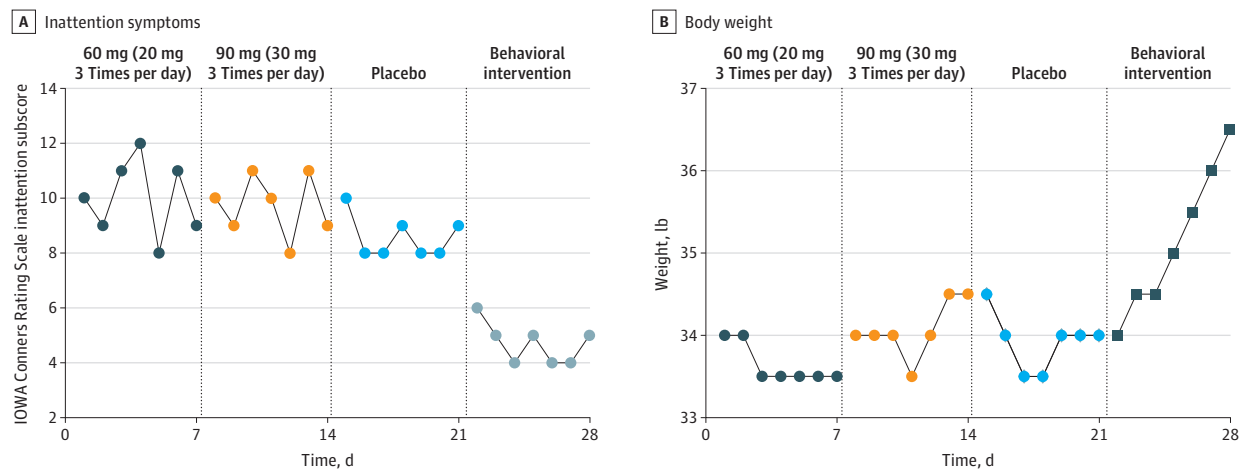 A Inattention symptoms
60 mg (20 mg
3 Times per day)
90 mg (30 mg
3 Times per day)
Placebo
Behavioral
intervention
IOWA Conners Rating Scale inattention subscore
14
12
10
8
6
4
2
0
7
14
21
28
Time, d
B Body weight
60 mg (20 mg
3 Times per day)
90 mg (30 mg
3 Times per day)
Placebo
Behavioral
intervention
Weight, lb
37
36
35
34
33
0
7
14
21
28
Time, d